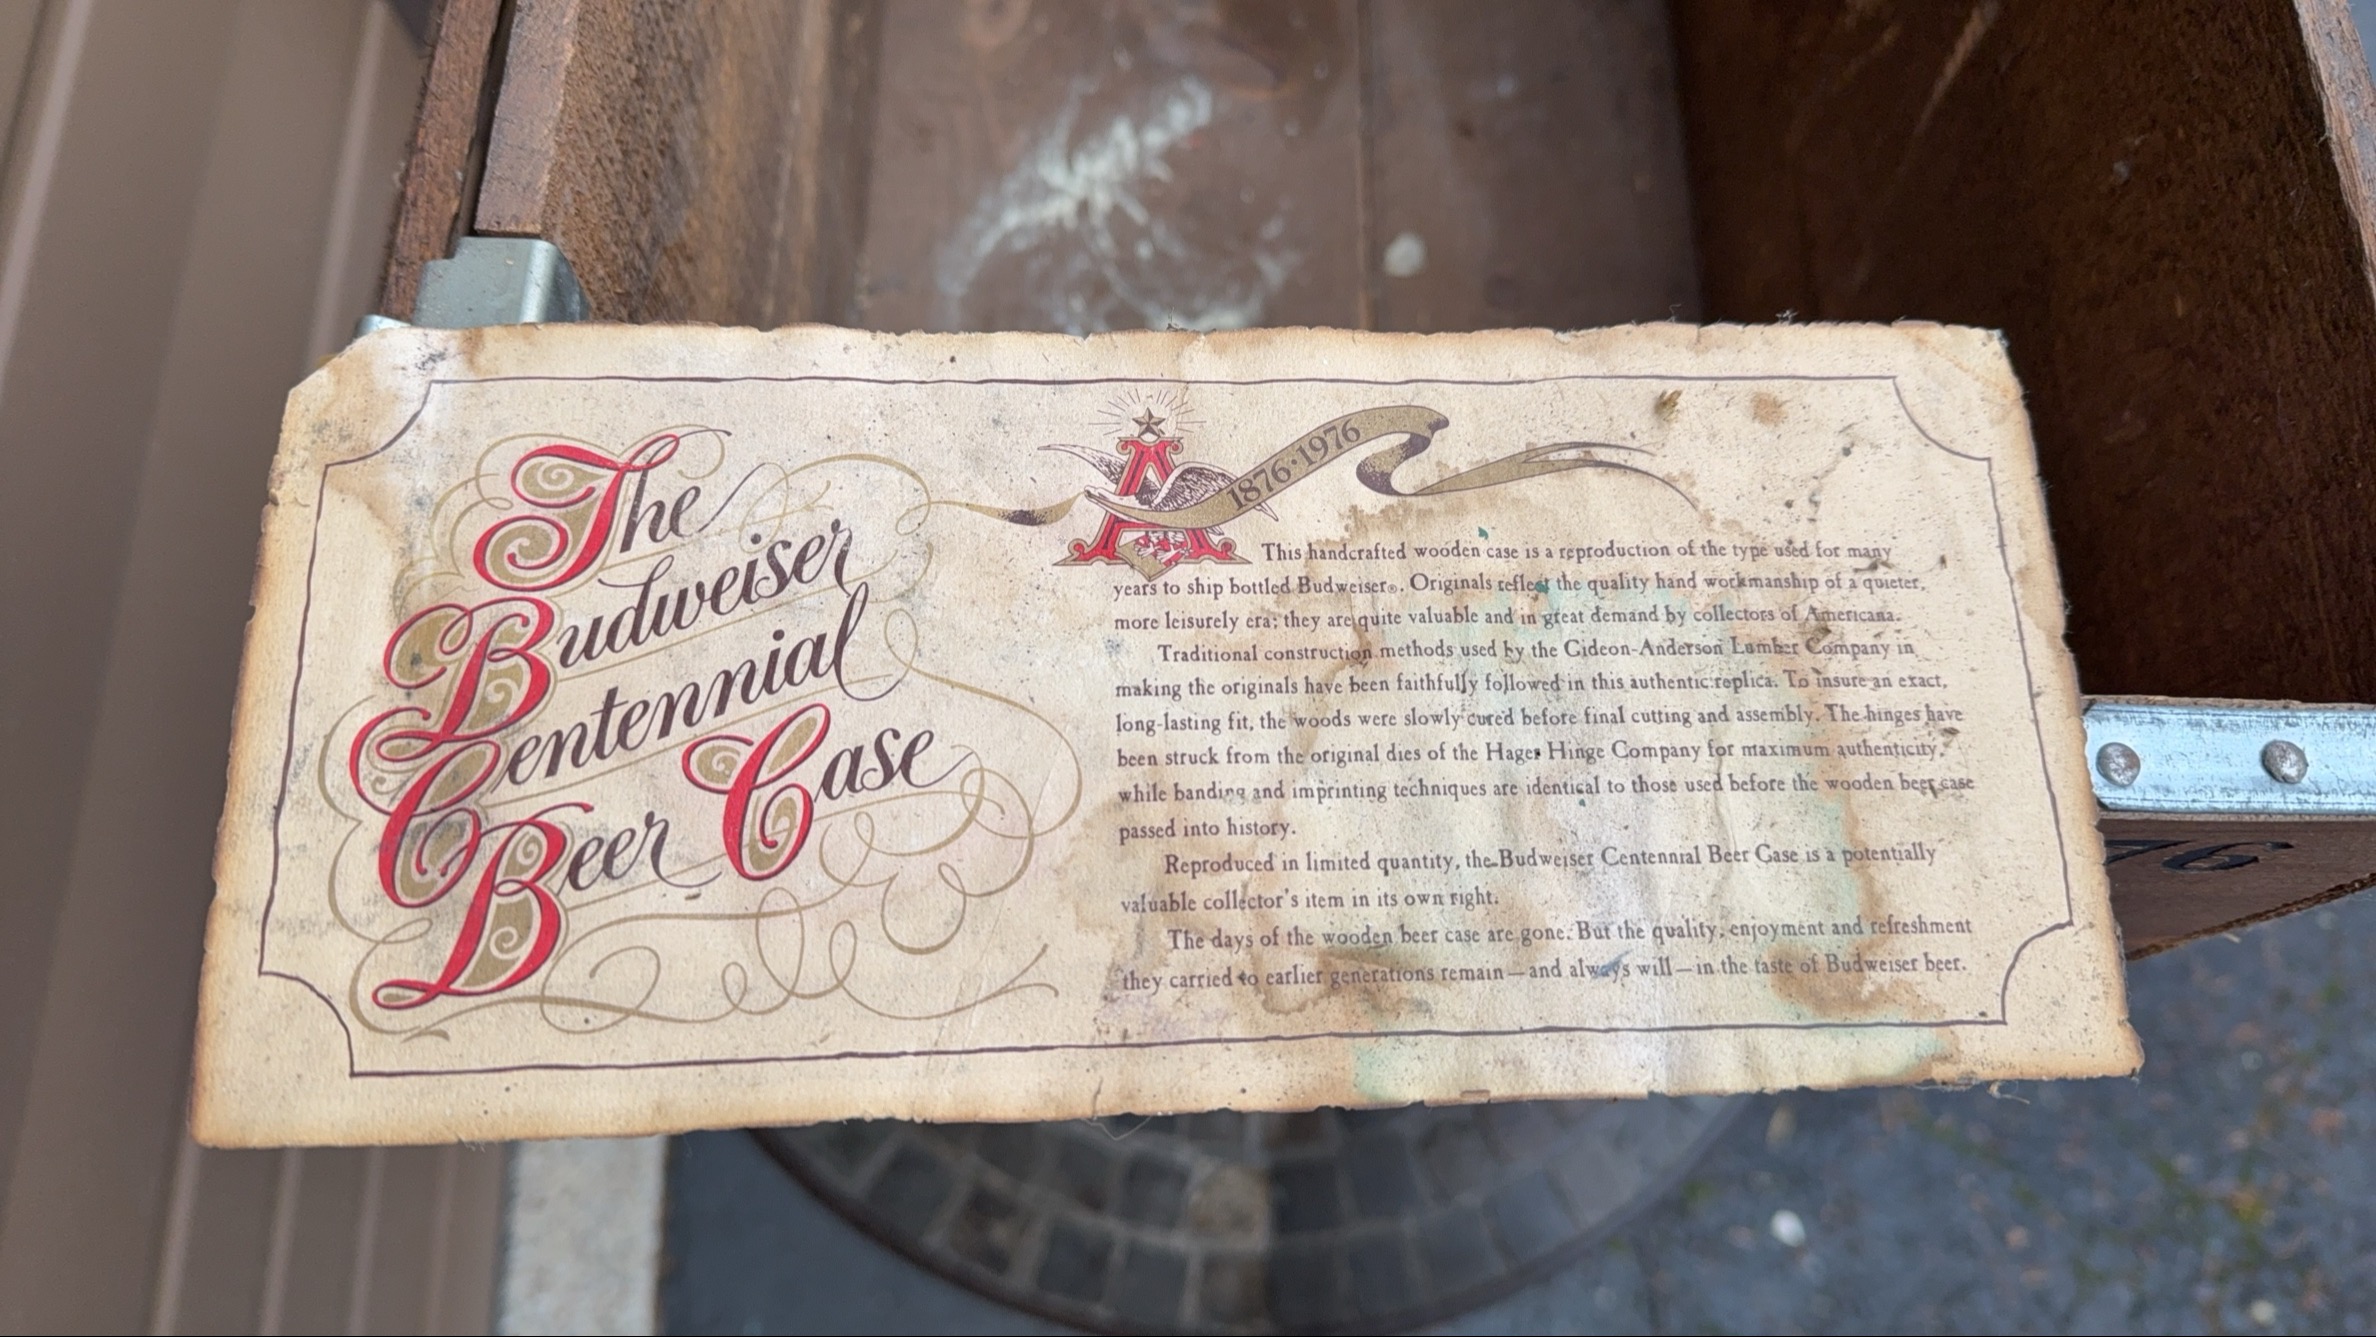 The
Budweiser
Centennial
Beer Case
A
1876·1976
This handcrafted wooden case is a reproduction of the type used for many
years to ship bottled Budweiser®. Originals reflect the quality hand workmanship of a quieter,
more leisurely era; they are quite valuable and in great demand by collectors of Americana.
Traditional construction methods used by the Gideon-Anderson Lumber Company in
making the originals have been faithfully followed in this authentic replica. To insure an exact,
long-lasting fit, the woods were slowly cured before final cutting and assembly. The hinges have
been struck from the original dies of the Hager Hinge Company for maximum authenticity,
while banding and imprinting techniques are identical to those used before the wooden beer case
passed into history.
Reproduced in limited quantity, the Budweiser Centennial Beer Case is a potentially
valuable collector's item in its own right.
The days of the wooden beer case are gone. But the quality, enjoyment and refreshment
they carried to earlier generations remain—and always will—in the taste of Budweiser beer.
76